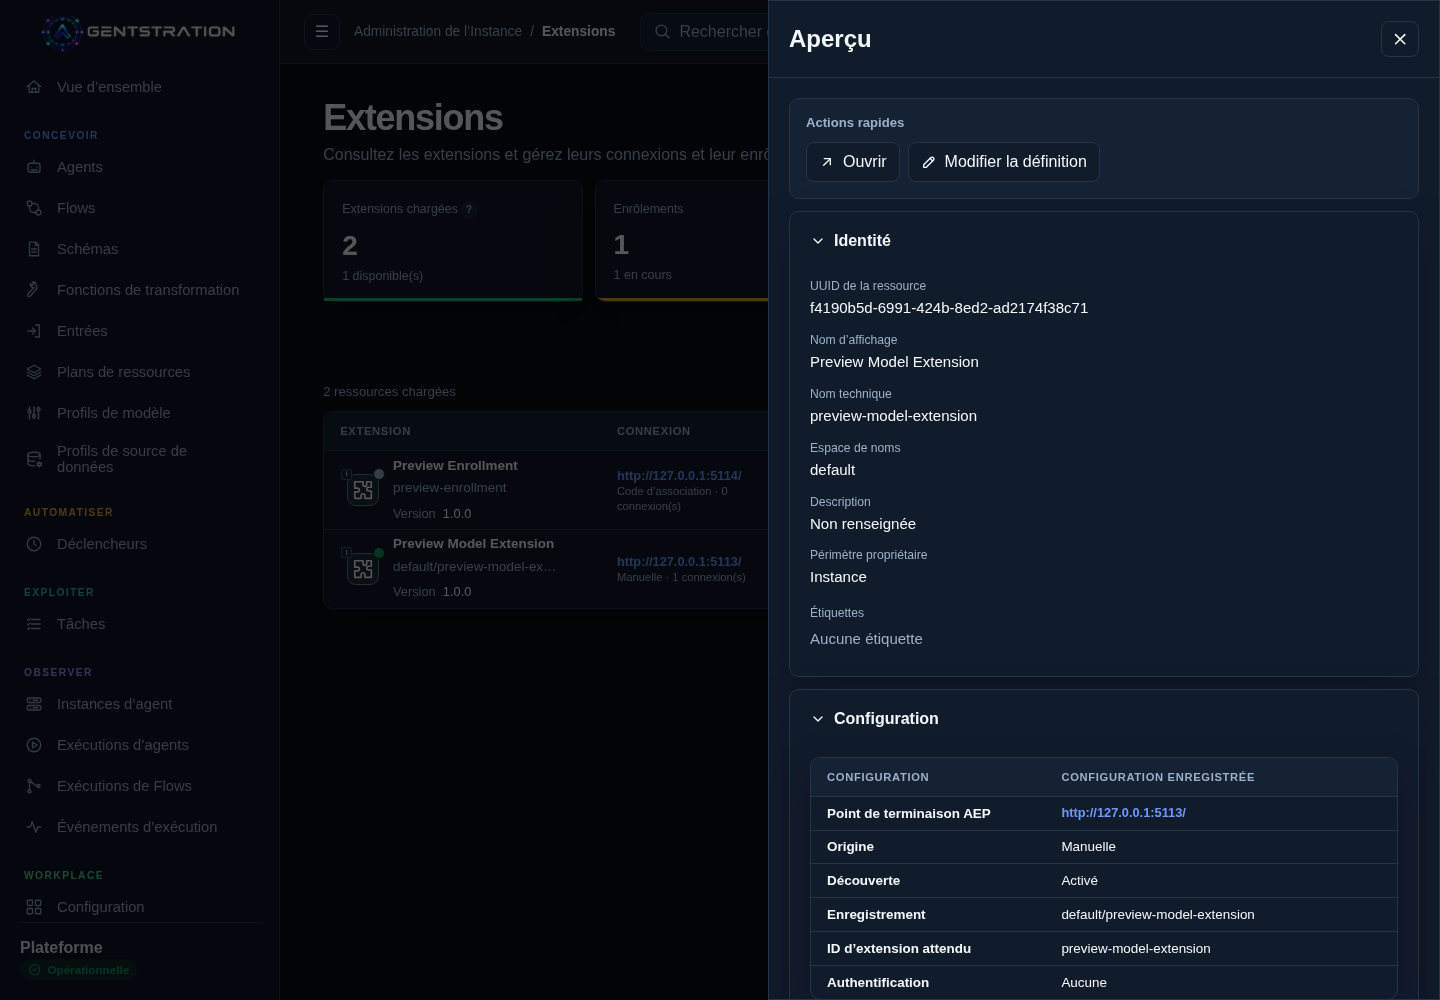 GENTSTRATION
Vue d’ensemble
CONCEVOIR
Agents
Flows
Schémas
Fonctions de transformation
Entrées
Plans de ressources
Profils de modèle
Profils de source de
données
AUTOMATISER
Déclencheurs
EXPLOITER
Tâches
OBSERVER
Instances d’agent
Exécutions d’agents
Exécutions de Flows
Événements d’exécution
WORKPLACE
Configuration
Plateforme
Opérationnelle
Administration de l’Instance / Extensions
Rechercher
Extensions
Consultez les extensions et gérez leurs connexions et leur
Extensions chargées ?
2
1 disponible(s)
Enrôlements
1
1 en cours
2 ressources chargées
EXTENSION CONNEXION
Preview Enrollment
preview-enrollment
Version 1.0.0
http://127.0.0.1:5114/
Code d’association · 0
connexion(s)
Preview Model Extension
default/preview-model-ex…
Version 1.0.0
http://127.0.0.1:5113/
Manuelle · 1 connexion(s)
Aperçu
Actions rapides
Ouvrir
Modifier la définition
Identité
UUID de la ressource
f4190b5d-6991-424b-8ed2-ad2174f38c71
Nom d’affichage
Preview Model Extension
Nom technique
preview-model-extension
Espace de noms
default
Description
Non renseignée
Périmètre propriétaire
Instance
Étiquettes
Aucune étiquette
Configuration
CONFIGURATION CONFIGURATION ENREGISTRÉE
Point de terminaison AEP http://127.0.0.1:5113/
Origine Manuelle
Découverte Activé
Enregistrement default/preview-model-extension
ID d’extension attendu preview-model-extension
Authentification Aucune